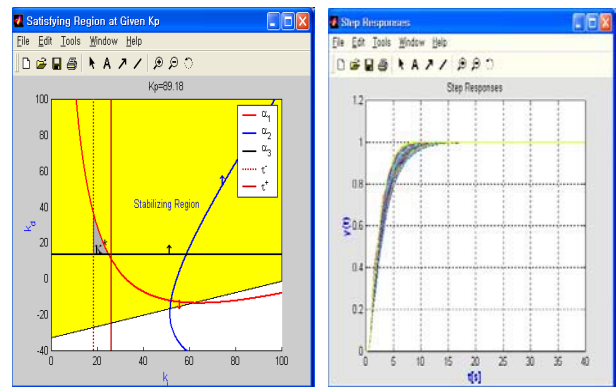 Satisfying Region at Given Kp
File Edit Tools Window Help
Kp=89.18
100
80
60
40
20
0
-20
-40
0 20 40 60 80 100
k_d
k_i
Stabilizing Region
K*
α₁
α₂
α₃
τ⁻
τ⁺
Step Responses
File Edit Tools Window Help
Step Responses
1.2
1
0.8
0.6
0.4
0.2
0
0 5 10 15 20 25 30 35 40
y(t)
t[s]